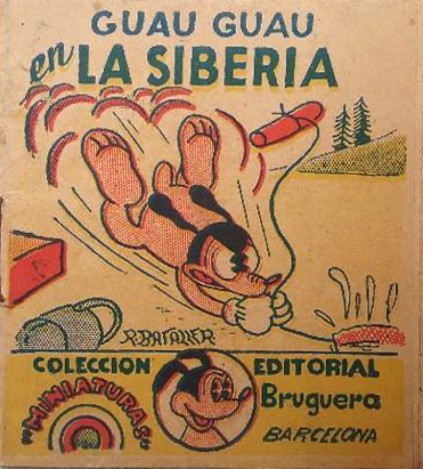 GUAU GUAU
en LA SIBERIA
R. BATALLER
COLECCION
"MINIATURAS"
EDITORIAL
Bruguera
BARCELONA